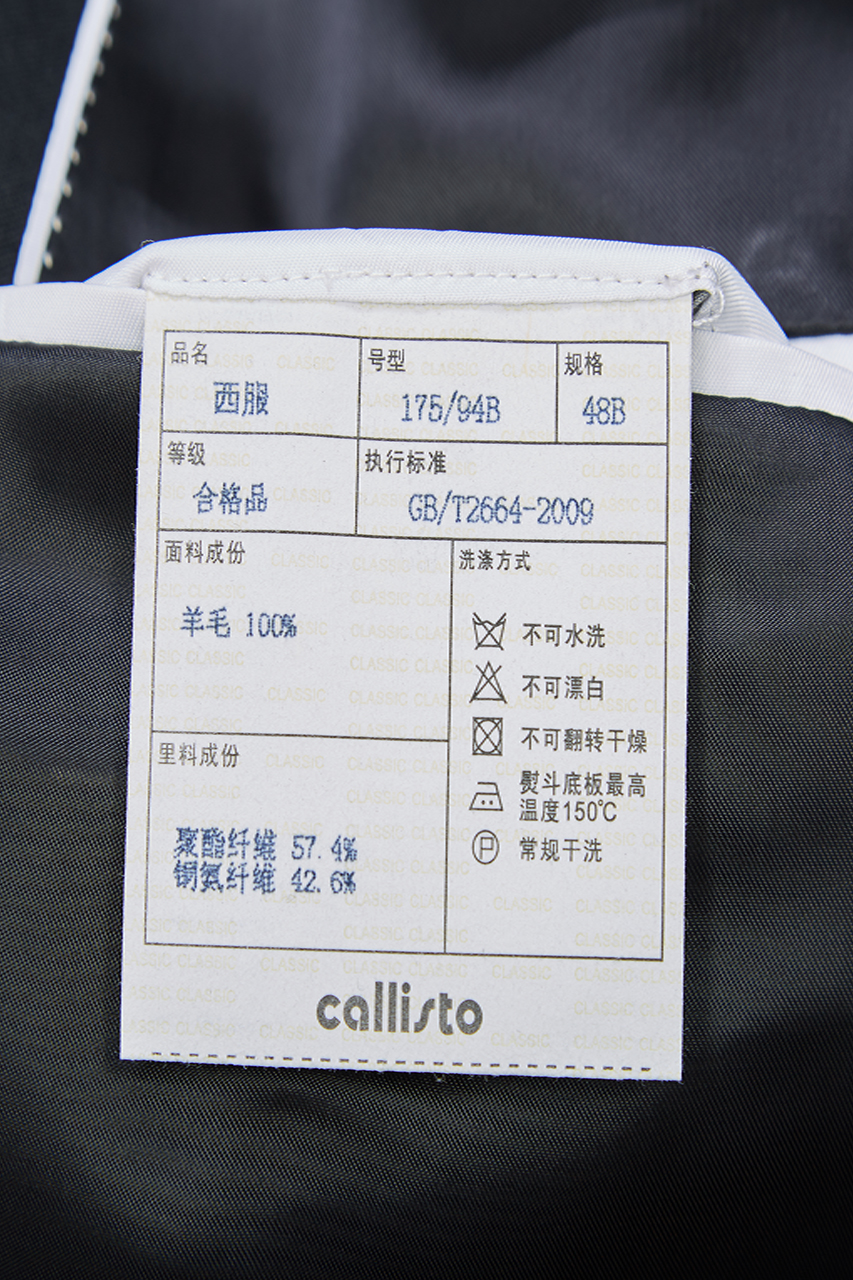 品名
西服
号型
175/94B
规格
48B
等级
合格品
执行标准
GB/T2664-2009
面料成份
羊毛 100%
里料成份
聚酯纤维 57.4%
铜氨纤维 42.6%
洗涤方式
不可水洗
不可漂白
不可翻转干燥
熨斗底板最高
温度150℃
P 常规干洗
callisto